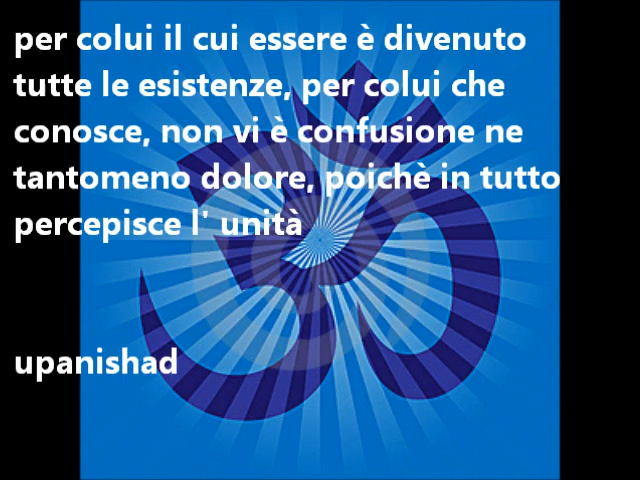 per colui il cui essere è divenuto
tutte le esistenze, per colui che
conosce, non vi è confusione ne
tantomeno dolore, poichè in tutto
percepisce l' unità
upanishad